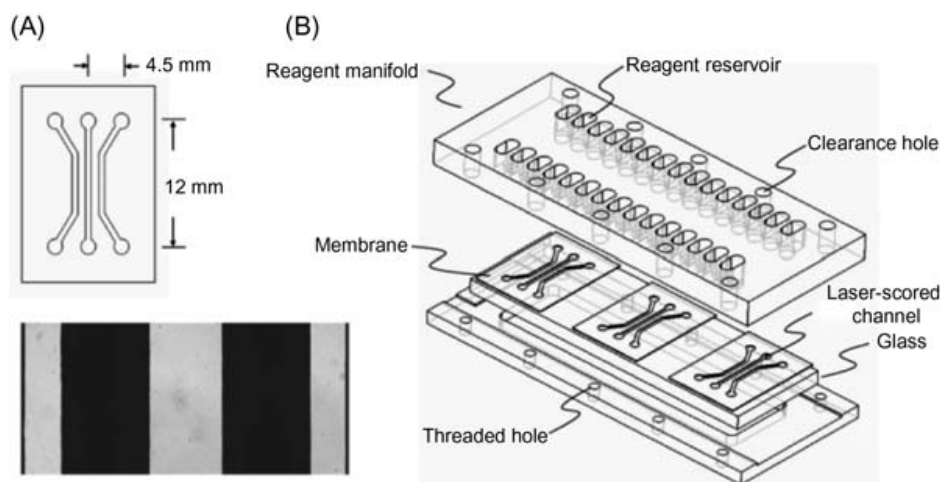 (A)
4.5 mm
12 mm
(B)
Reagent manifold
Reagent reservoir
Clearance hole
Membrane
Laser-scored
channel
Glass
Threaded hole